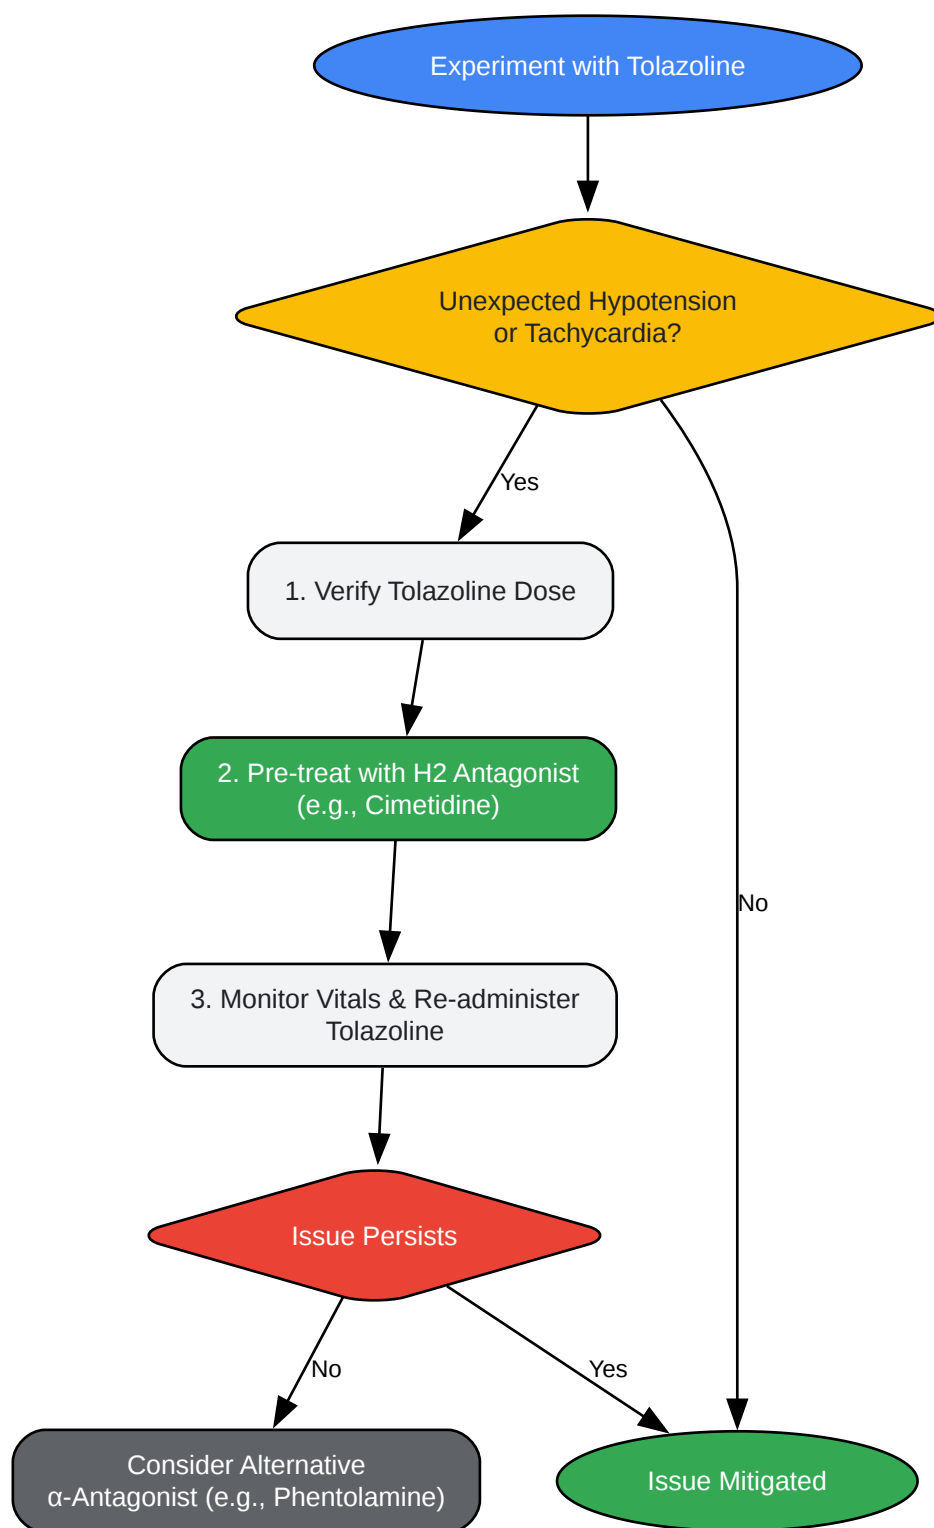 Experiment with Tolazoline
Unexpected Hypotension
or Tachycardia?
Yes
1. Verify Tolazoline Dose
2. Pre-treat with H2 Antagonist
(e.g., Cimetidine)
No
3. Monitor Vitals & Re-administer
Tolazoline
Issue Persists
No
Yes
Consider Alternative
α-Antagonist (e.g., Phentolamine)
Issue Mitigated